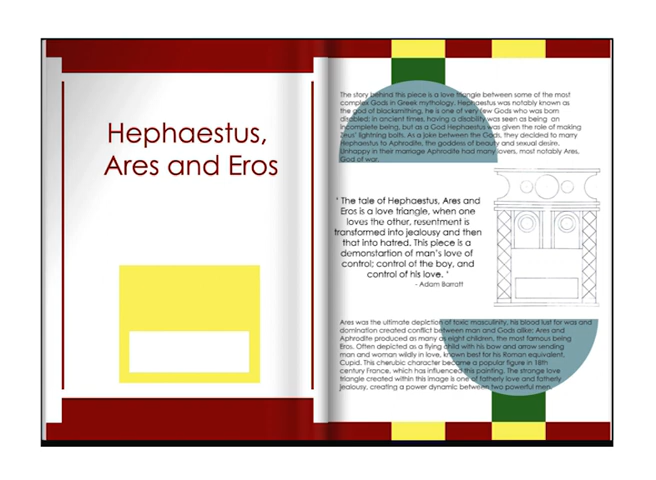 Hephaestus,
Ares and Eros
The story behind this piece is a love triangle between some of the most
complex Gods in Greek mythology. Hephaestus was notably known as
the god of blacksmithing, he is one of very few Gods who was born
disabled; in ancient times, having a disability was seen as being an
incomplete being, but as a God Hephaestus was given the role of making
Zeus' lightning bolts. As a joke between the Gods, they decided to marry
Hephaestus to Aphrodite, the goddess of beauty and sexual desire.
Unhappy in their marriage Aphrodite had many lovers, most notably Ares,
God of war.
' The tale of Hephaestus, Ares and
Eros is a love triangle, when one
loves the other, resentment is
transformed into jealousy and then
that into hatred. This piece is a
demonstartion of man's love of
control; control of the boy, and
control of his love. '
- Adam Barratt
Ares was the ultimate depiction of toxic masculinity, his blood lust for war and
domination created conflict between man and Gods alike; Ares and
Aphrodite produced as many as eight children, the most famous being
Eros. Often depicted as a flying child with his bow and arrow sending
man and woman wildly in love, known best for his Roman equivalent,
Cupid. This cherubic character became a popular figure in 18th
century France, which has influenced this painting. The strange love
triangle created within this image is one of fatherly love and fatherly
jealousy, creating a power dynamic between two powerful men.